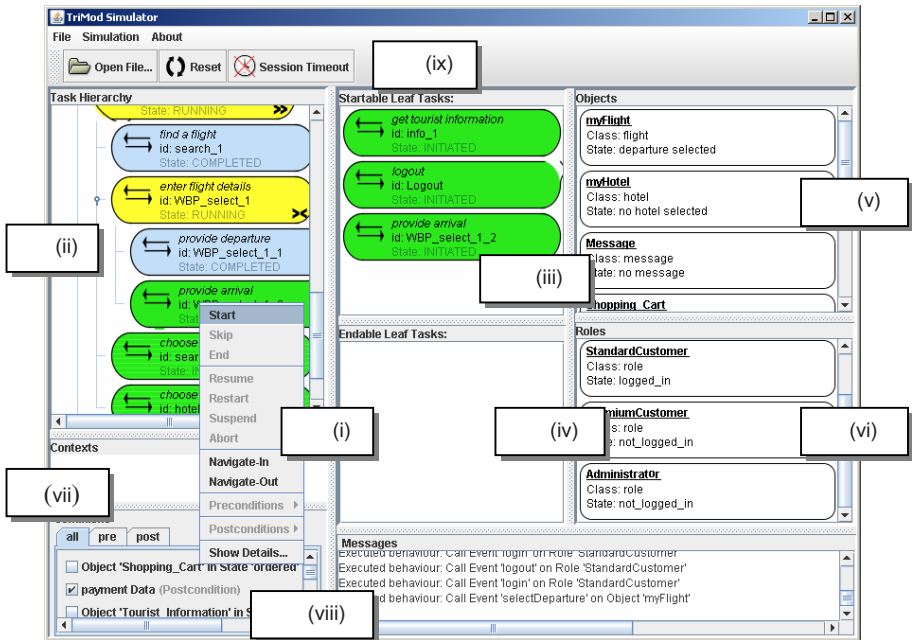 TriMod Simulator
File Simulation About
Open File... Reset Session Timeout
(ix)
Task Hierarchy
State: RUNNING
find a flight
id: search_1
State: COMPLETED
enter flight details
id: WBP_select_1
State: RUNNING
(ii)
provide departure
id: WBP_select_1_1
State: COMPLETED
provide arrival
choose
choose
id: hotel
Start
Skip
End
Resume
Restart
Suspend
Abort
Navigate-In
Navigate-Out
Preconditions
Postconditions
Show Details...
(i)
Startable Leaf Tasks:
get tourist information
id: info_1
State: INITIATED
logout
id: Logout
State: INITIATED
provide arrival
id: WBP_select_1_2
State: INITIATED
(iii)
Endable Leaf Tasks:
(iv)
Objects
myFlight
Class: flight
State: departure selected
myHotel
Class: hotel
State: no hotel selected
(v)
Message
Class: message
State: no message
Shopping_Cart
Roles
StandardCustomer
Class: role
State: logged_in
Class: role
not_logged_in
(vi)
Administrator
Class: role
State: not_logged_in
Contexts
(vii)
all pre post
Object 'Shopping_Cart' in State 'ordered'
payment Data (Postcondition)
Object 'Tourist_Information' in S
(viii)
Messages
Executed behaviour: Call Event 'login' on Role 'StandardCustomer'
Executed behaviour: Call Event 'logout' on Role 'StandardCustomer'
Executed behaviour: Call Event 'login' on Role 'StandardCustomer'
behaviour: Call Event 'selectDeparture' on Object 'myFlight'